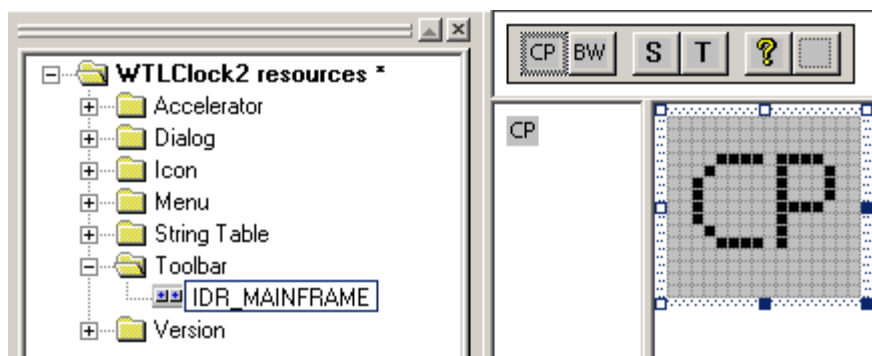 WTLClock2 resources *
Accelerator
Dialog
Icon
Menu
String Table
Toolbar
IDR_MAINFRAME
Version
CP BW S T ?
CP
CP